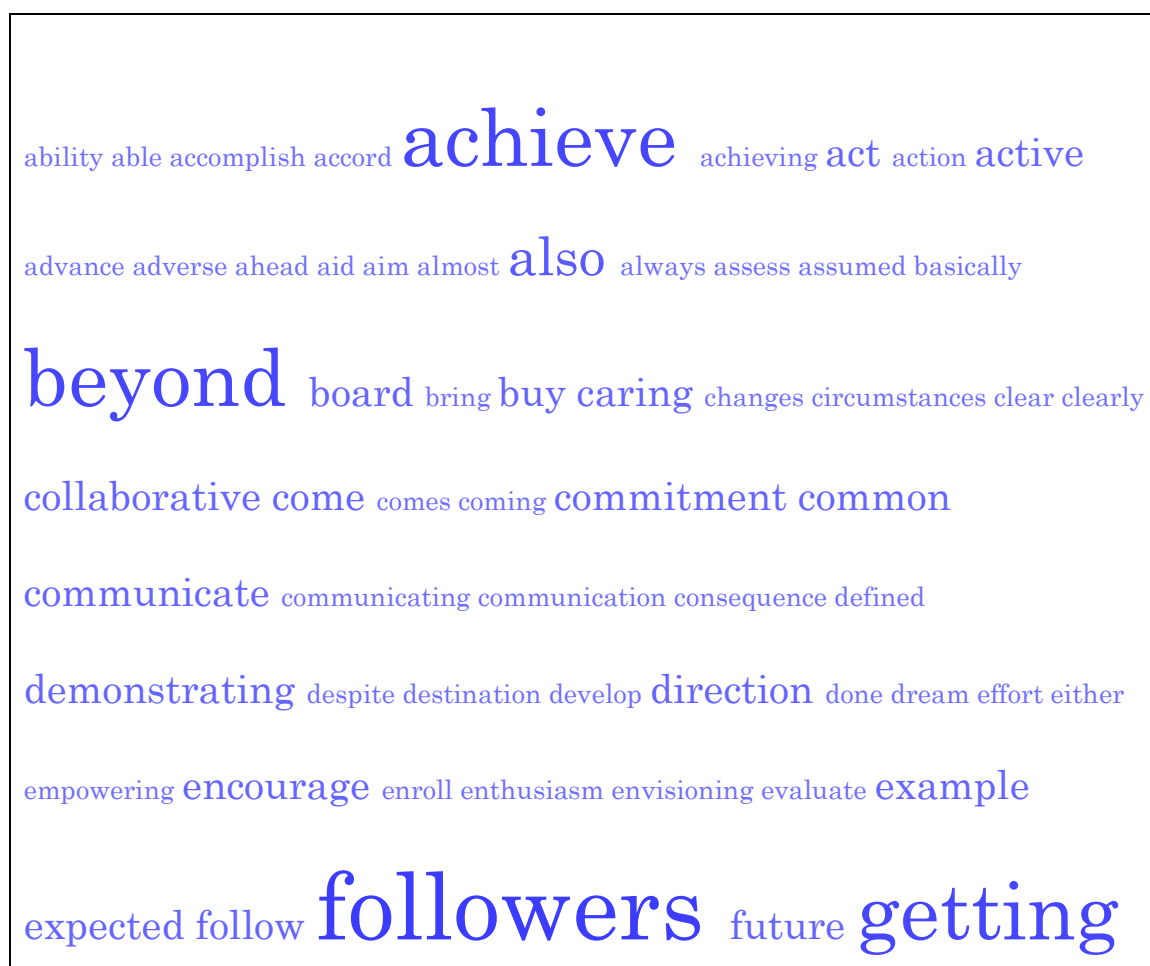 ability able accomplish accord achieve achieving act action active
advance adverse ahead aid aim almost also always assess assumed basically
beyond board bring buy caring changes circumstances clear clearly
collaborative come comes coming commitment common
communicate communicating communication consequence defined
demonstrating despite destination develop direction done dream effort either
empowering encourage enroll enthusiasm envisioning evaluate example
expected follow followers future getting